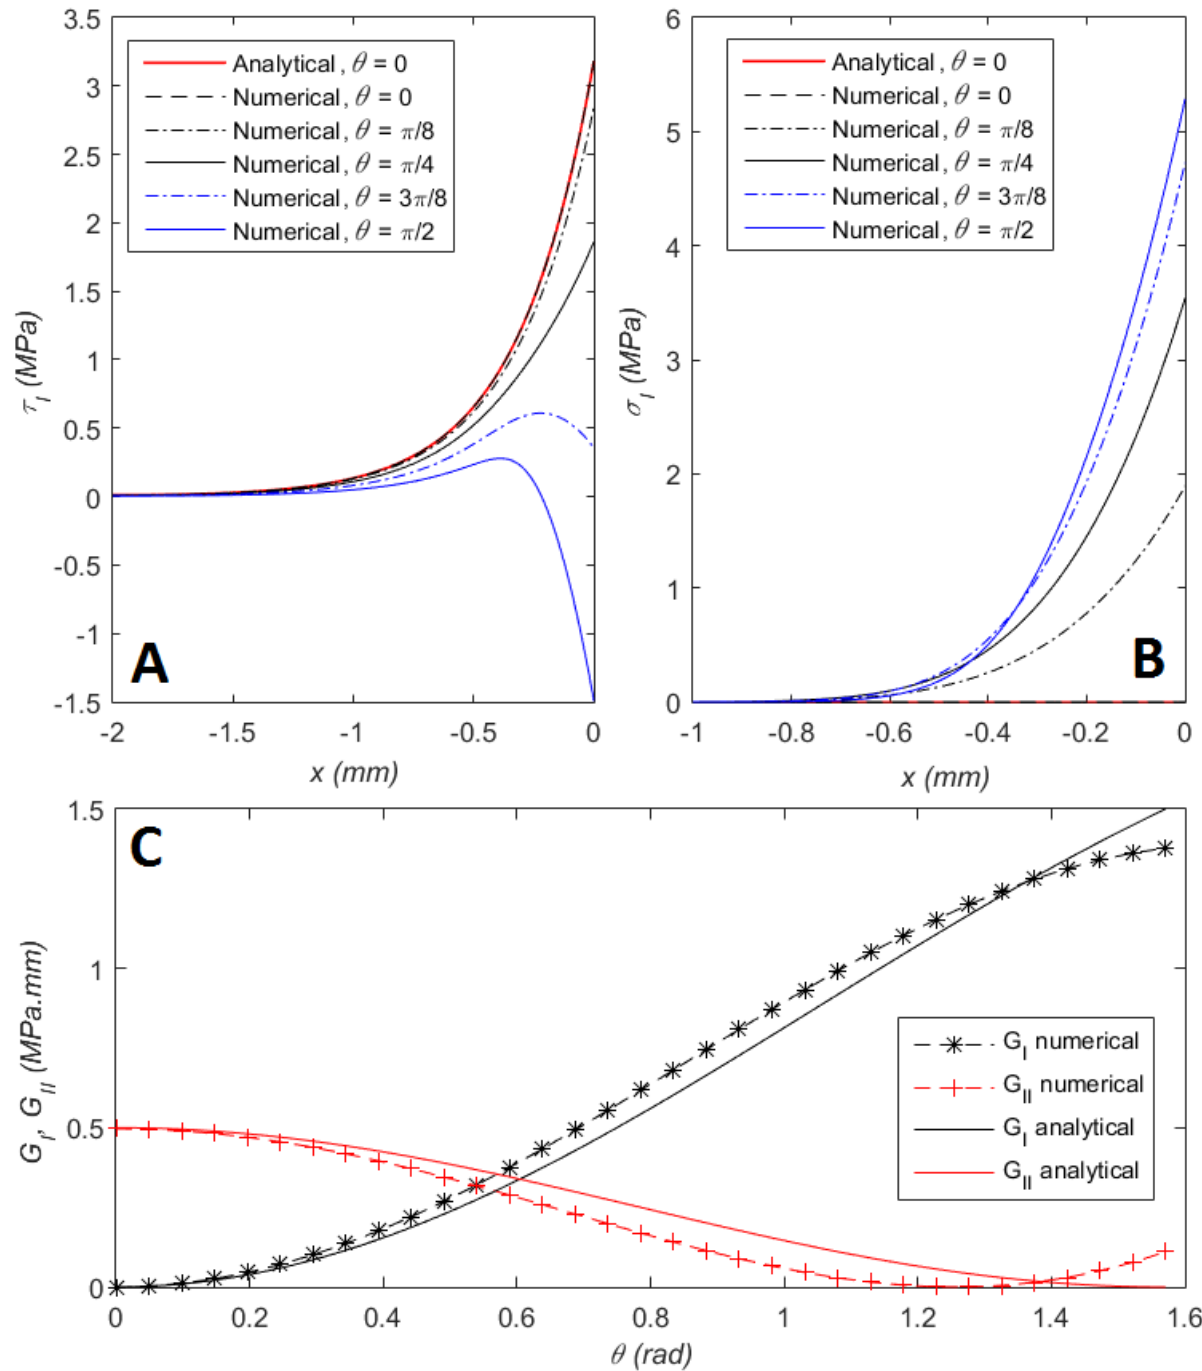 3.5
3
2.5
2
1.5
1
0.5
0
-0.5
-1
-1.5
τI (MPa)
Analytical, θ = 0
Numerical, θ = 0
Numerical, θ = π/8
Numerical, θ = π/4
Numerical, θ = 3π/8
Numerical, θ = π/2
A
-2
-1.5
-1
-0.5
0
x (mm)
6
5
4
3
2
1
0
σI (MPa)
Analytical, θ = 0
Numerical, θ = 0
Numerical, θ = π/8
Numerical, θ = π/4
Numerical, θ = 3π/8
Numerical, θ = π/2
B
-1
-0.8
-0.6
-0.4
-0.2
0
x (mm)
1.5
1
0.5
0
GI, GII (MPa.mm)
C
GI numerical
GII numerical
GI analytical
GII analytical
0
0.2
0.4
0.6
0.8
1
1.2
1.4
1.6
θ (rad)